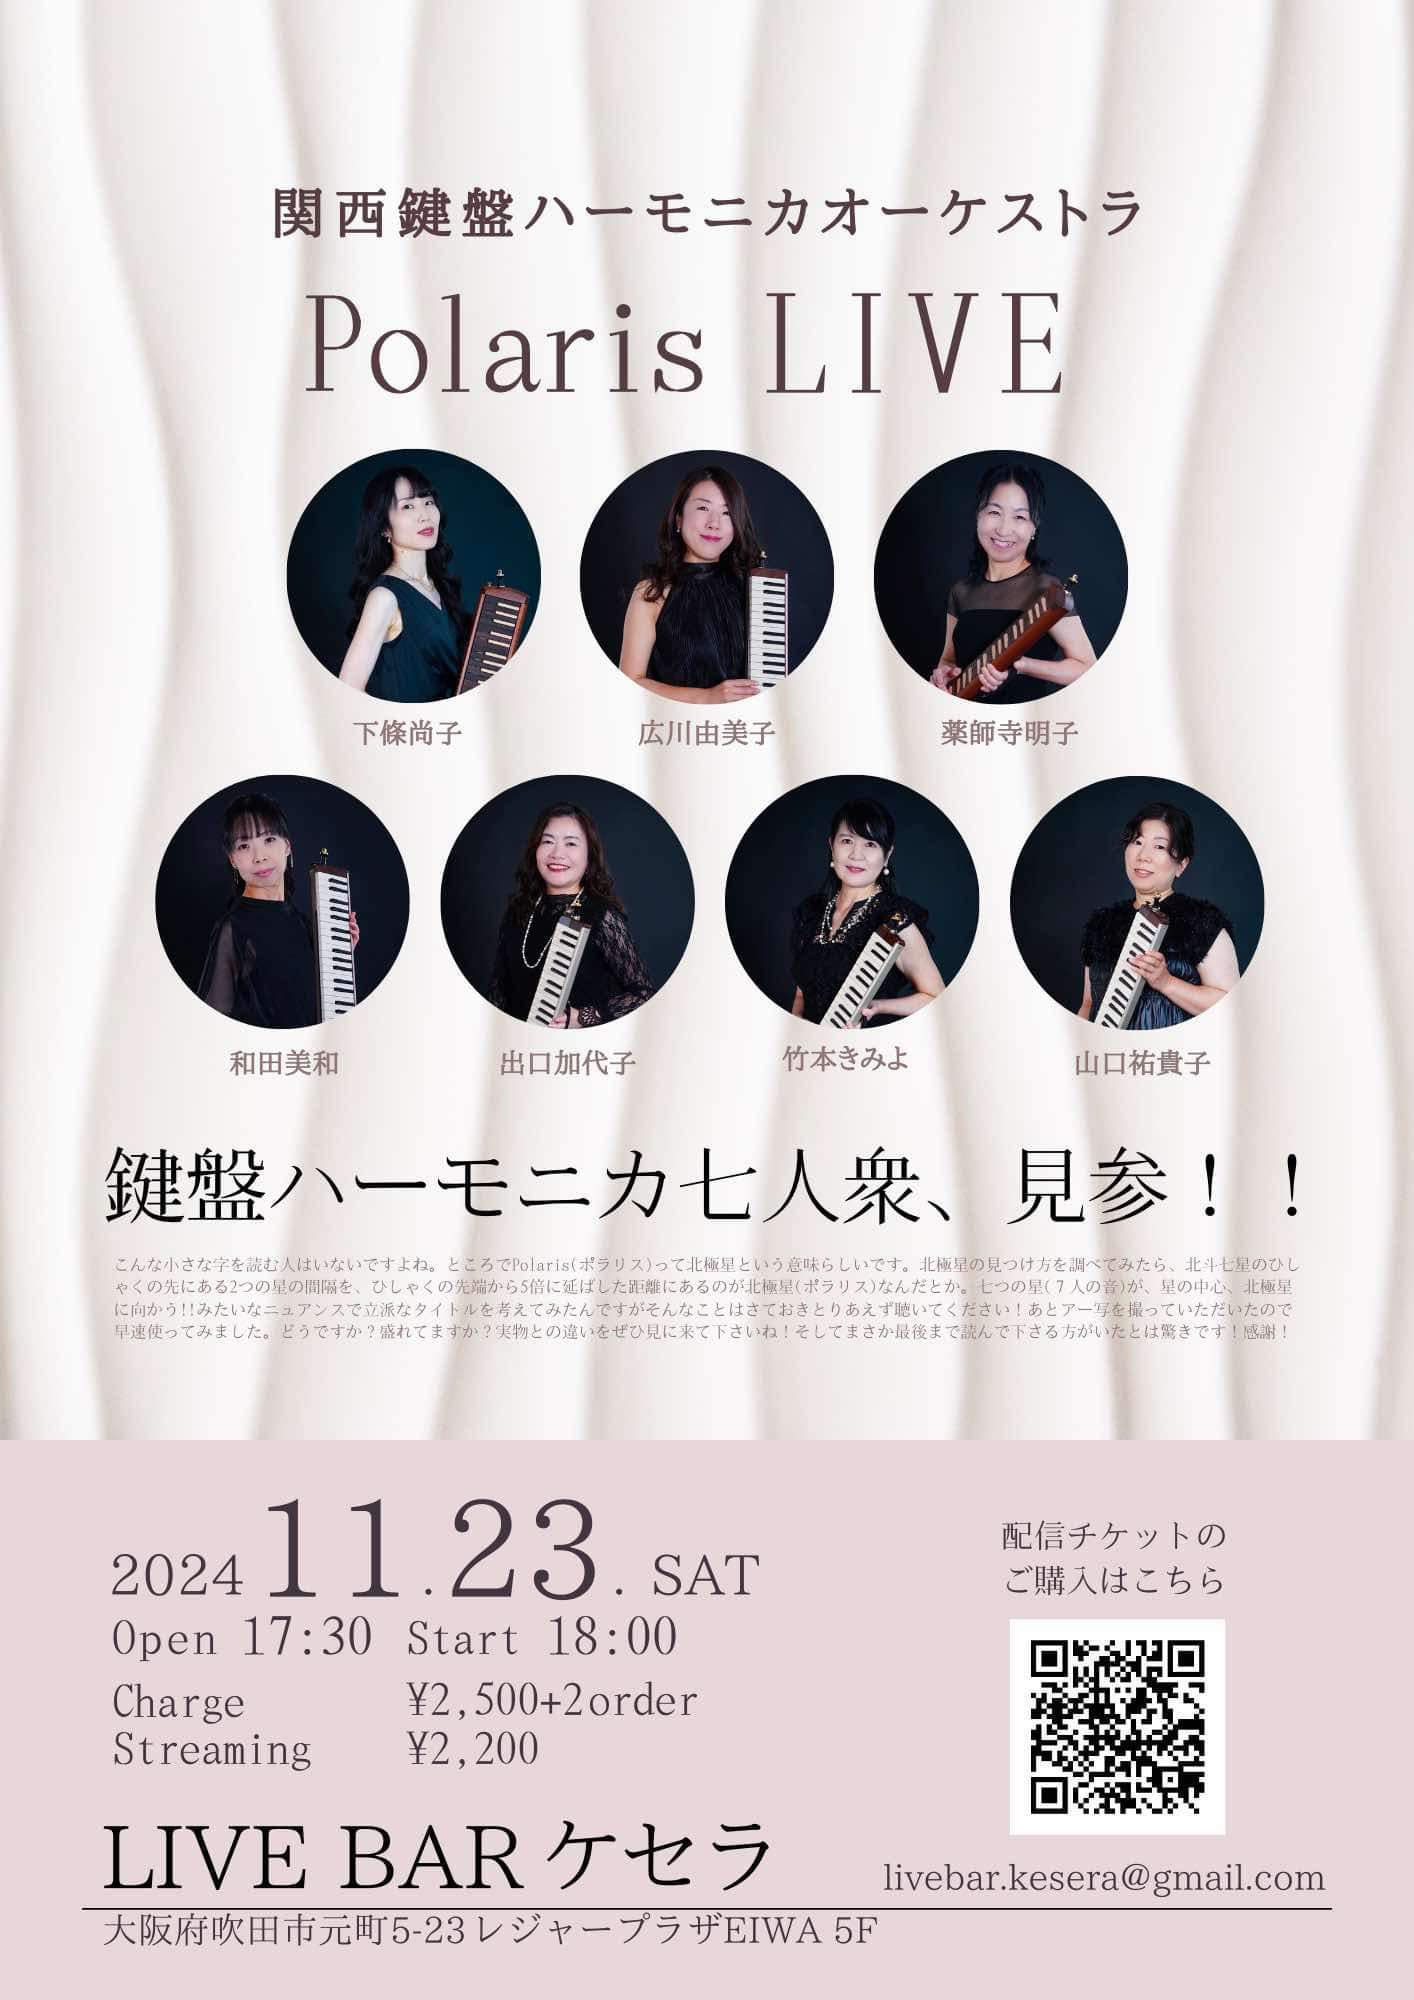 関西鍵盤ハーモニカオーケストラ
Polaris LIVE
下條尚子
広川由美子
薬師寺明子
和田美和
出口加代子
竹本きみよ
山口祐貴子
鍵盤ハーモニカ七人衆、見参！！
こんな小さな字を読む人はいないですよね。ところでPolaris(ポラリス)って北極星という意味らしいです。北極星の見つけ方を調べてみたら、北斗七星のひし
ゃくの先にある2つの星の間隔を、ひしゃくの先端から5倍に延ばした距離にあるのが北極星(ポラリス)なんだとか。七つの星(７人の音)が、星の中心、北極星
に向かう!!みたいなニュアンスで立派なタイトルを考えてみたんですがそんなことはさておきとりあえず聴いてください！あとアー写を撮っていただいたので
早速使ってみました。どうですか？盛れてますか？実物との違いをぜひ見に来て下さいね！そしてまさか最後まで読んで下さる方がいたとは驚きです！感謝！
2024 11.23. SAT
Open 17:30 Start 18:00
Charge ¥2,500+2order
Streaming ¥2,200
配信チケットの
ご購入はこちら
LIVE BAR ケセラ
livebar.kesera@gmail.com
大阪府吹田市元町5-23レジャープラザEIWA 5F